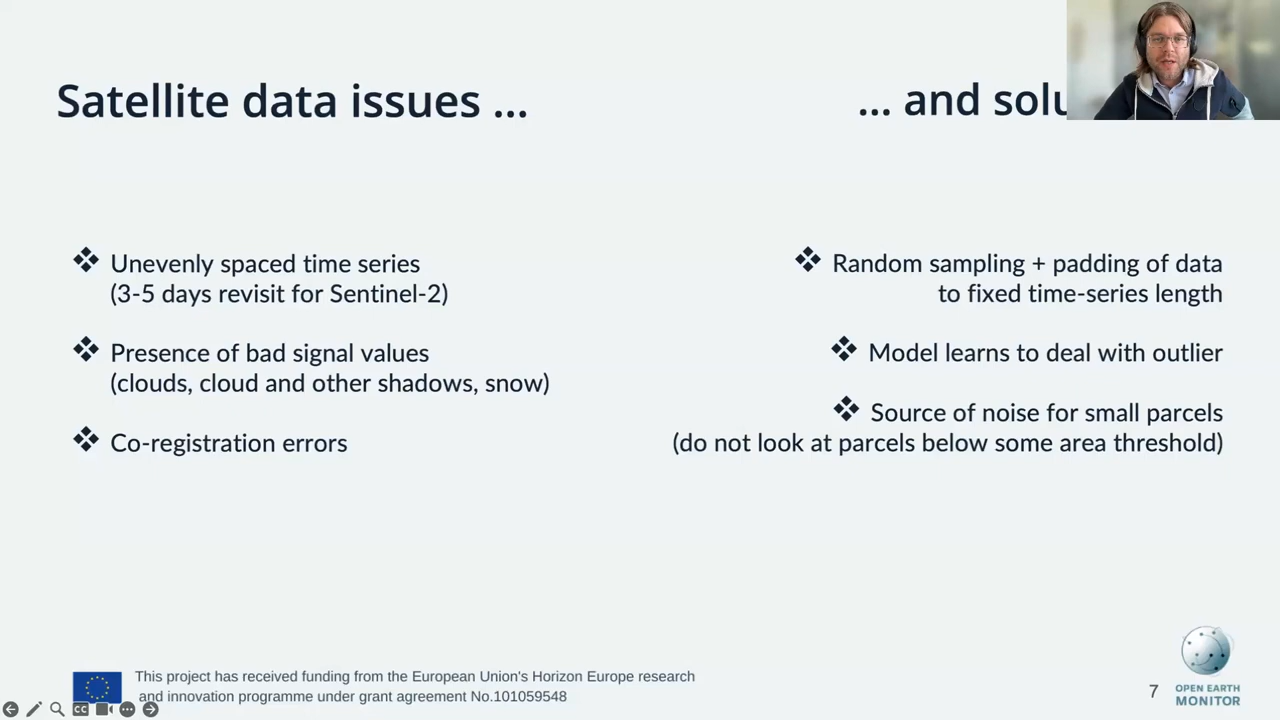 Satellite data issues ...
... and solu
❖ Unevenly spaced time series
(3-5 days revisit for Sentinel-2)
❖ Presence of bad signal values
(clouds, cloud and other shadows, snow)
❖ Co-registration errors
❖ Random sampling + padding of data
to fixed time-series length
❖ Model learns to deal with outlier
❖ Source of noise for small parcels
(do not look at parcels below some area threshold)
This project has received funding from the European Union's Horizon Europe research
and innovation programme under grant agreement No.101059548
CC
7
OPEN EARTH
MONITOR